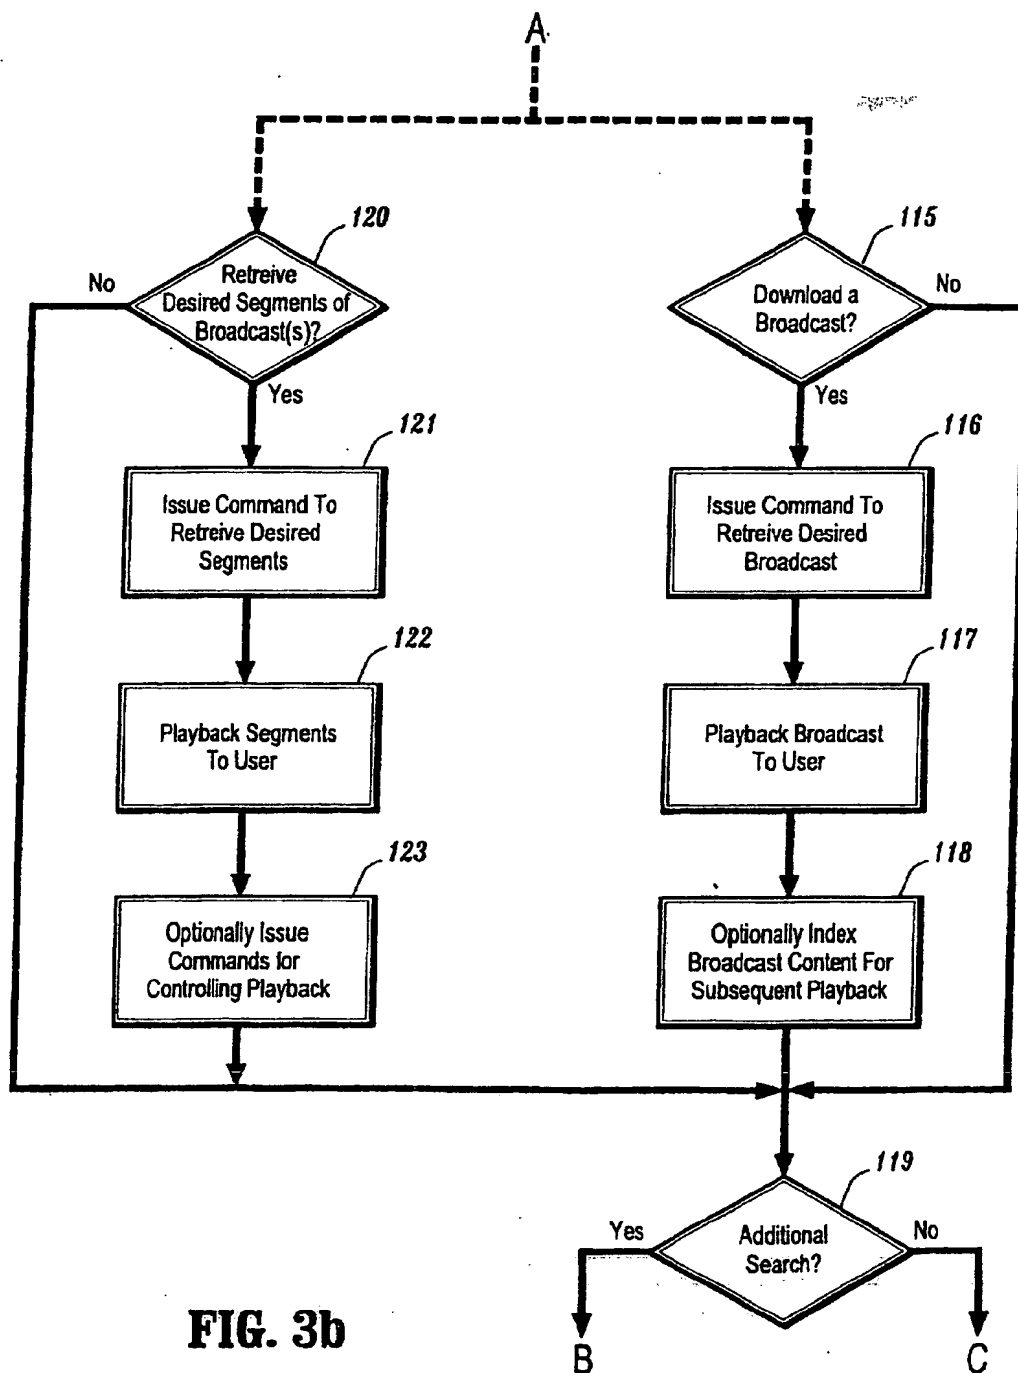 A
120
Retreive
Desired Segments of
Broadcast(s)?
No
Yes
115
Download a
Broadcast?
No
Yes
121
Issue Command To
Retreive Desired
Segments
116
Issue Command To
Retreive Desired
Broadcast
122
Playback Segments
To User
117
Playback Broadcast
To User
123
Optionally Issue
Commands for
Controlling Playback
118
Optionally Index
Broadcast Content For
Subsequent Playback
119
Additional
Search?
Yes
No
B
C
FIG. 3b